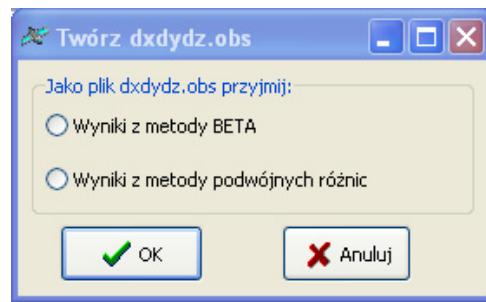 Twórz dxdydz.obs
Jako plik dxdydz.obs przyjmij:
Wyniki z metody BETA
Wyniki z metody podwójnych różnic
OK Anuluj